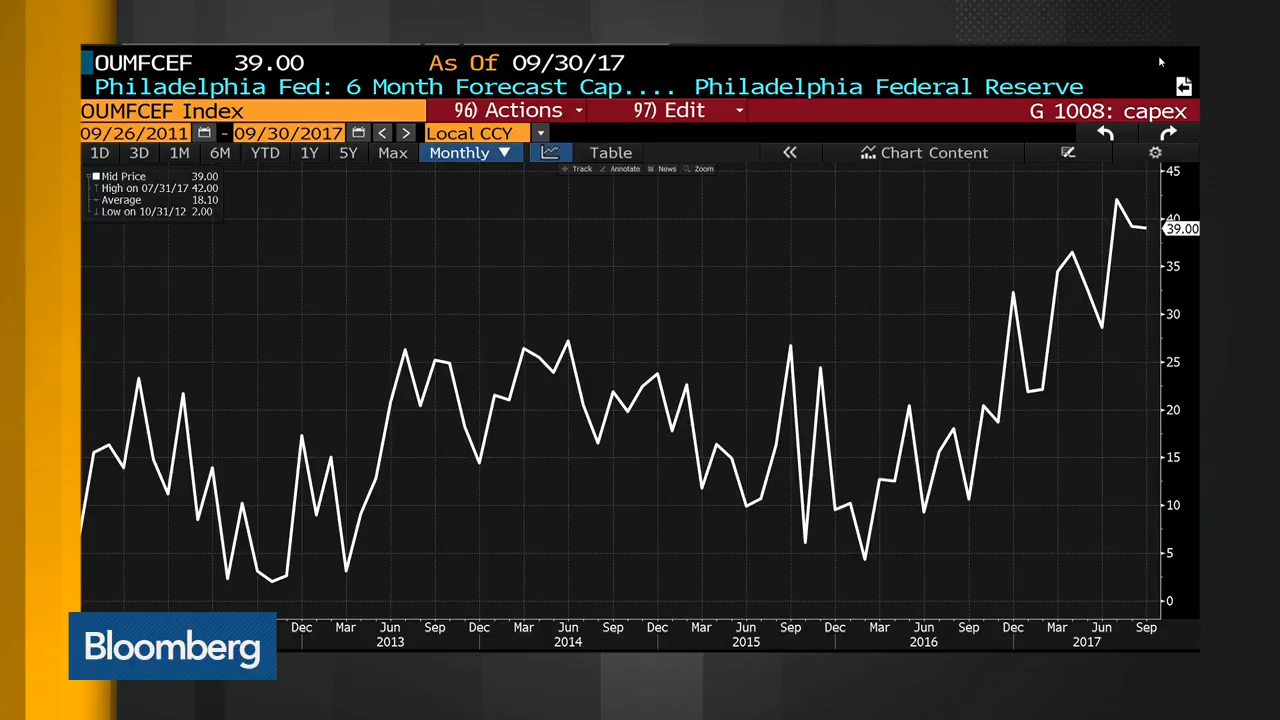 OUMFCEF 39.00 As Of 09/30/17
Philadelphia Fed: 6 Month Forecast Cap.... Philadelphia Federal Reserve
OUMFCEF Index 96) Actions 97) Edit G 1008: capex
09/26/2011 - 09/30/2017 Local CCY
1D 3D 1M 6M YTD 1Y 5Y Max Monthly ▼ Table « Chart Content
Track Annotate News Zoom
Mid Price 39.00
High on 07/31/17 42.00
Average 18.10
Low on 10/31/12 2.00
45
40
39.00
35
30
25
20
15
10
5
0
Dec Mar Jun Sep Dec Mar Jun Sep Dec Mar Jun Sep Dec Mar Jun Sep Dec Mar Jun Sep
2013 2014 2015 2016 2017
Bloomberg